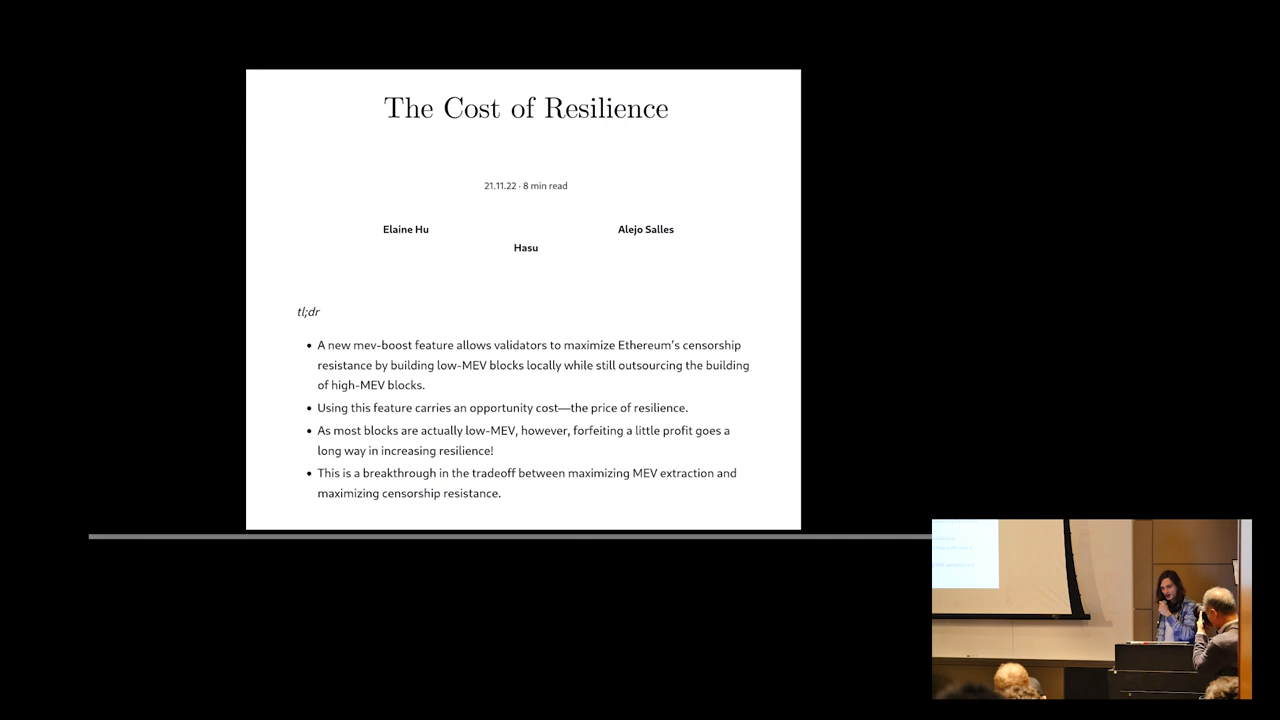 The Cost of Resilience
21.11.22 · 8 min read
Elaine Hu
Alejo Salles
Hasu
tl;dr
• A new mev-boost feature allows validators to maximize Ethereum's censorship
resistance by building low-MEV blocks locally while still outsourcing the building
of high-MEV blocks.
• Using this feature carries an opportunity cost—the price of resilience.
• As most blocks are actually low-MEV, however, forfeiting a little profit goes a
long way in increasing resilience!
• This is a breakthrough in the tradeoff between maximizing MEV extraction and
maximizing censorship resistance.